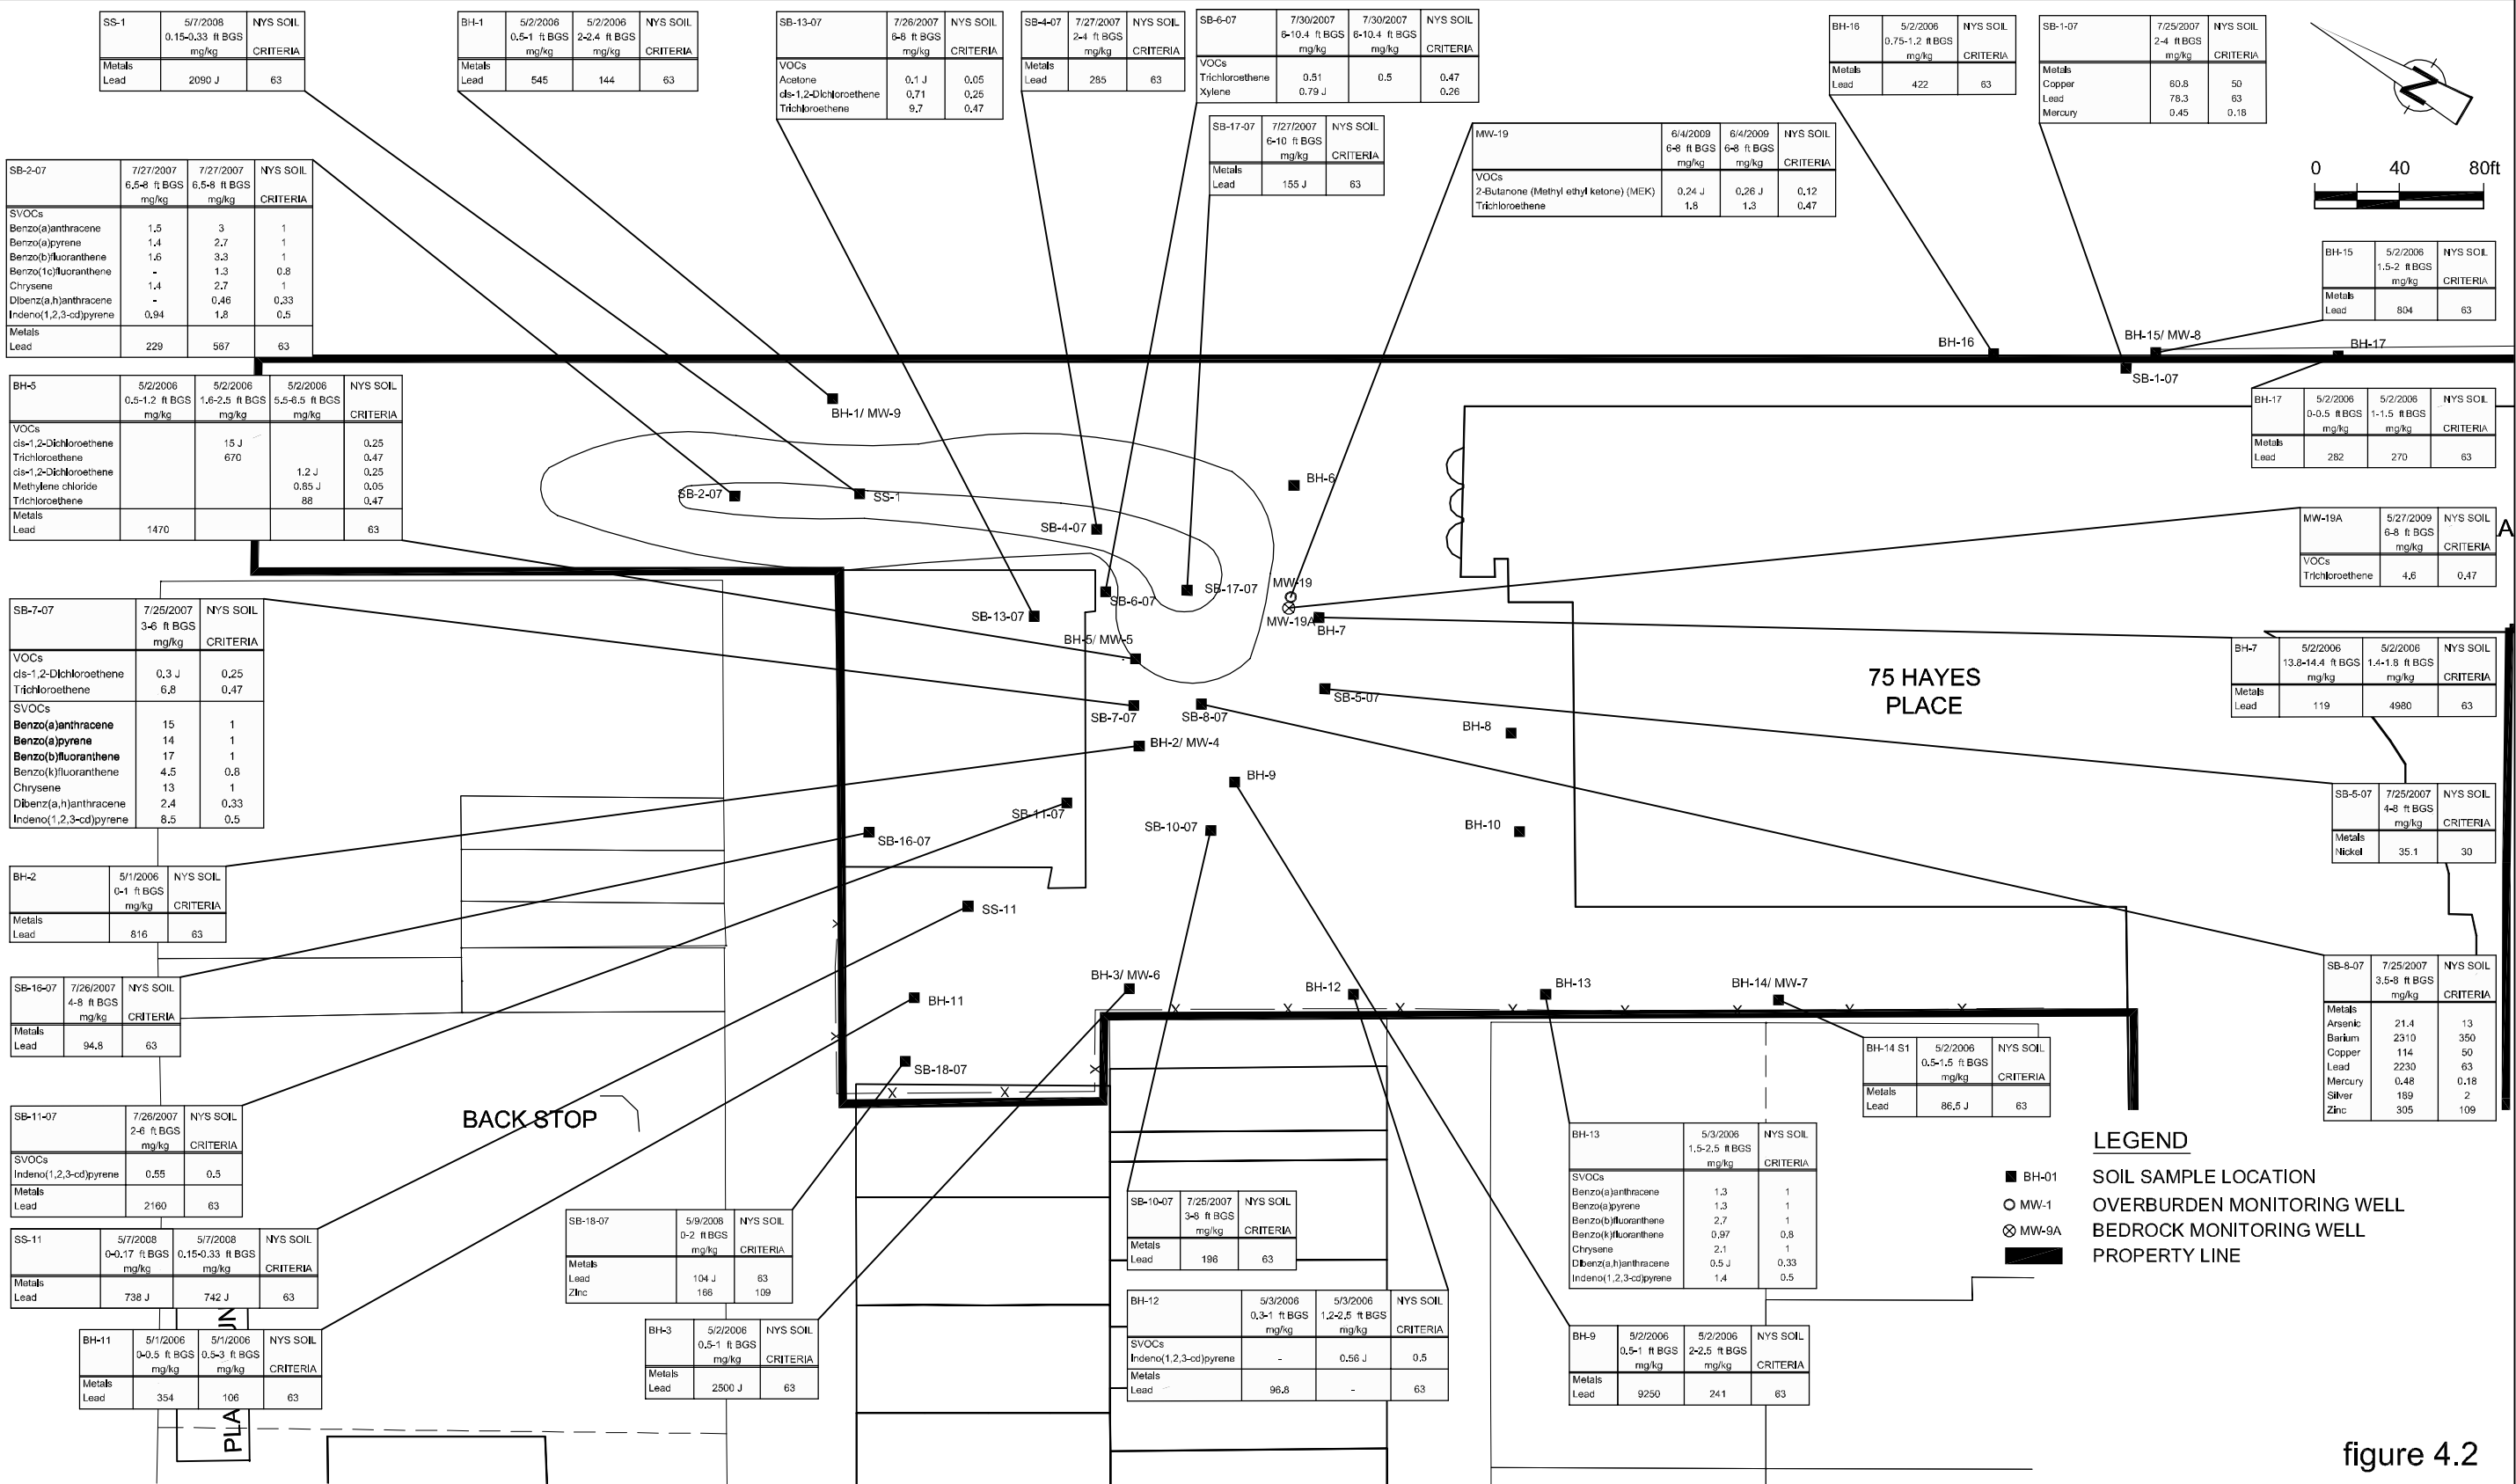 SS-1 5/7/2008 NYS SOIL
0.15-0.33 ft BGS
mg/kg CRITERIA
Metals
Lead 2090 J 63
BH-1 5/2/2006 5/2/2006 NYS SOIL
0.5-1 ft BGS 2-2.4 ft BGS
mg/kg mg/kg CRITERIA
Metals
Lead 545 144 63
SB-13-07 7/26/2007 NYS SOIL
6-8 ft BGS
mg/kg CRITERIA
VOCs
Acetone 0.1 J 0.05
cis-1,2-Dichloroethene 0.71 0.25
Trichloroethene 9.7 0.47
SB-4-07 7/27/2007 NYS SOIL
2-4 ft BGS
mg/kg CRITERIA
Metals
Lead 285 63
SB-6-07 7/30/2007 7/30/2007 NYS SOIL
6-10.4 ft BGS 6-10.4 ft BGS
mg/kg mg/kg CRITERIA
VOCs
Trichloroethene 0.51 0.5 0.47
Xylene 0.79 J 0.26
BH-16 5/2/2006 NYS SOIL
0.75-1.2 ft BGS
mg/kg CRITERIA
Metals
Lead 422 63
SB-1-07 7/25/2007 NYS SOIL
2-4 ft BGS
mg/kg CRITERIA
Metals
Copper 60.8 50
Lead 78.3 63
Mercury 0.45 0.18
N
0 40 80ft
SB-17-07 7/27/2007 NYS SOIL
6-10 ft BGS
mg/kg CRITERIA
Metals
Lead 155 J 63
MW-19 6/4/2009 6/4/2009 NYS SOIL
6-8 ft BGS 6-8 ft BGS
mg/kg mg/kg CRITERIA
VOCs
2-Butanone (Methyl ethyl ketone) (MEK) 0.24 J 0.26 J 0.12
Trichloroethene 1.8 1.3 0.47
SB-2-07 7/27/2007 7/27/2007 NYS SOIL
6.5-8 ft BGS 6.5-8 ft BGS
mg/kg mg/kg CRITERIA
SVOCs
Benzo(a)anthracene 1.5 3 1
Benzo(a)pyrene 1.4 2.7 1
Benzo(b)fluoranthene 1.6 3.3 1
Benzo(1c)fluoranthene - 1.3 0.8
Chrysene 1.4 2.7 1
Dibenz(a,h)anthracene - 0.46 0.33
Indeno(1,2,3-cd)pyrene 0.94 1.8 0.5
Metals
Lead 229 567 63
BH-15 5/2/2006 NYS SOIL
1.5-2 ft BGS
mg/kg CRITERIA
Metals
Lead 804 63
BH-16
BH-15/ MW-8
BH-17
SB-1-07
BH-5 5/2/2006 5/2/2006 5/2/2006 NYS SOIL
0.5-1.2 ft BGS 1.6-2.5 ft BGS 5.5-6.5 ft BGS
mg/kg mg/kg mg/kg CRITERIA
VOCs
cis-1,2-Dichloroethene 15 J 0.25
Trichloroethene 670 0.47
cis-1,2-Dichloroethene 1.2 J 0.25
Methylene chloride 0.85 J 0.05
Trichloroethene 88 0.47
Metals
Lead 1470 63
BH-1/ MW-9
BH-17 5/2/2006 5/2/2006 NYS SOIL
0-0.5 ft BGS 1-1.5 ft BGS
mg/kg mg/kg CRITERIA
Metals
Lead 282 270 63
SB-2-07
SS-1
BH-6
SB-4-07
MW-19A 5/27/2009 NYS SOIL
6-8 ft BGS
mg/kg CRITERIA
VOCs
Trichloroethene 4.6 0.47
A
SB-6-07
SB-17-07
MW-19
SB-13-07
MW-19A
BH-7
BH-5/ MW-5
SB-7-07 7/25/2007 NYS SOIL
3-6 ft BGS
mg/kg CRITERIA
VOCs
cis-1,2-Dichloroethene 0.3 J 0.25
Trichloroethene 6.8 0.47
SVOCs
Benzo(a)anthracene 15 1
Benzo(a)pyrene 14 1
Benzo(b)fluoranthene 17 1
Benzo(k)fluoranthene 4.5 0.8
Chrysene 13 1
Dibenz(a,h)anthracene 2.4 0.33
Indeno(1,2,3-cd)pyrene 8.5 0.5
75 HAYES
PLACE
BH-7 5/2/2006 5/2/2006 NYS SOIL
13.8-14.4 ft BGS 1.4-1.8 ft BGS
mg/kg mg/kg CRITERIA
Metals
Lead 119 4980 63
SB-5-07
SB-7-07
SB-8-07
BH-8
BH-2/ MW-4
BH-9
SB-11-07
SB-10-07
BH-10
SB-16-07
SB-5-07 7/25/2007 NYS SOIL
4-8 ft BGS
mg/kg CRITERIA
Metals
Nickel 35.1 30
BH-2 5/1/2006 NYS SOIL
0-1 ft BGS
mg/kg CRITERIA
Metals
Lead 816 63
SS-11
SB-16-07 7/26/2007 NYS SOIL
4-8 ft BGS
mg/kg CRITERIA
Metals
Lead 94.8 63
BH-3/ MW-6
BH-11
BH-12
BH-13
BH-14/ MW-7
SB-8-07 7/25/2007 NYS SOIL
3.5-8 ft BGS
mg/kg CRITERIA
Metals
Arsenic 21.4 13
Barium 2310 350
Copper 114 50
Lead 2230 63
Mercury 0.48 0.18
Silver 189 2
Zinc 305 109
SB-18-07
BH-14 S1 5/2/2006 NYS SOIL
0.5-1.5 ft BGS
mg/kg CRITERIA
Metals
Lead 86.5 J 63
BACK STOP
SB-11-07 7/26/2007 NYS SOIL
2-6 ft BGS
mg/kg CRITERIA
SVOCs
Indeno(1,2,3-cd)pyrene 0.55 0.5
Metals
Lead 2160 63
BH-13 5/3/2006 NYS SOIL
1.5-2.5 ft BGS
mg/kg CRITERIA
SVOCs
Benzo(a)anthracene 1.3 1
Benzo(a)pyrene 1.3 1
Benzo(b)fluoranthene 2.7 1
Benzo(k)fluoranthene 0.97 0.8
Chrysene 2.1 1
Dibenz(a,h)anthracene 0.5 J 0.33
Indeno(1,2,3-cd)pyrene 1.4 0.5
LEGEND
BH-01 SOIL SAMPLE LOCATION
MW-1 OVERBURDEN MONITORING WELL
MW-9A BEDROCK MONITORING WELL
PROPERTY LINE
SS-11 5/7/2008 5/7/2008 NYS SOIL
0-0.17 ft BGS 0.15-0.33 ft BGS
mg/kg mg/kg CRITERIA
Metals
Lead 738 J 742 J 63
SB-18-07 5/9/2008 NYS SOIL
0-2 ft BGS
mg/kg CRITERIA
Metals
Lead 104 J 63
Zinc 166 109
SB-10-07 7/25/2007 NYS SOIL
3-8 ft BGS
mg/kg CRITERIA
Metals
Lead 196 63
BH-12 5/3/2006 5/3/2006 NYS SOIL
0.3-1 ft BGS 1.2-2.5 ft BGS
mg/kg mg/kg CRITERIA
SVOCs
Indeno(1,2,3-cd)pyrene - 0.56 J 0.5
Metals
Lead 96.8 - 63
BH-3 5/2/2006 NYS SOIL
0.5-1 ft BGS
mg/kg CRITERIA
Metals
Lead 2500 J 63
BH-9 5/2/2006 5/2/2006 NYS SOIL
0.5-1 ft BGS 2-2.5 ft BGS
mg/kg mg/kg CRITERIA
Metals
Lead 9250 241 63
BH-11 5/1/2006 5/1/2006 NYS SOIL
0-0.5 ft BGS 0.5-3 ft BGS
mg/kg mg/kg CRITERIA
Metals
Lead 354 106 63
figure 4.2